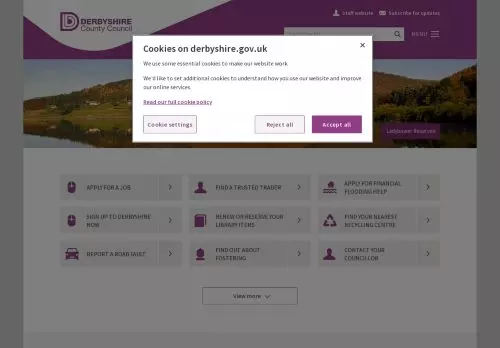 DERBYSHIRE
County Council
Staff website
Subscribe for updates
MENU
Cookies on derbyshire.gov.uk
We use some essential cookies to make our website work.
We'd like to set additional cookies to understand how you use our website and improve
our online services.
Read our full cookie policy
Cookie settings
Reject all
Accept all
Ladybower Reservoir
APPLY FOR A JOB
FIND A TRUSTED TRADER
APPLY FOR FINANCIAL
FLOODING HELP
SIGN UP TO DERBYSHIRE
NOW
RENEW OR RESERVE YOUR
LIBRARY ITEMS
FIND YOUR NEAREST
RECYCLING CENTRE
REPORT A ROAD FAULT
FIND OUT ABOUT
FOSTERING
CONTACT YOUR
COUNCILLOR
View more